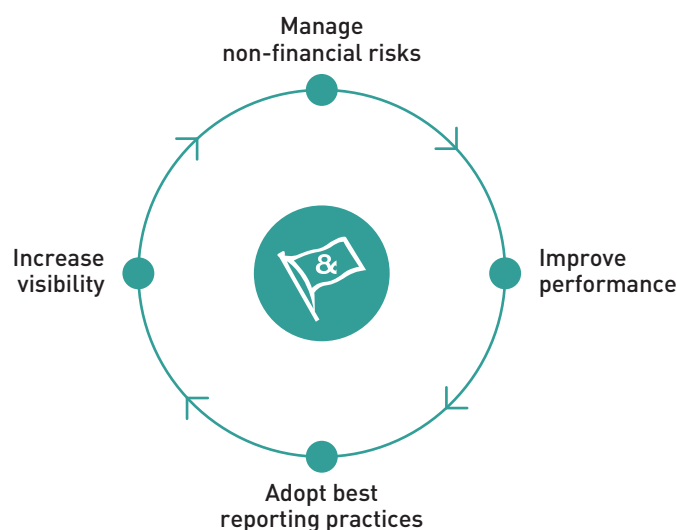 Manage
non-financial risks
Increase
visibility
&
Improve
performance
Adopt best
reporting practices